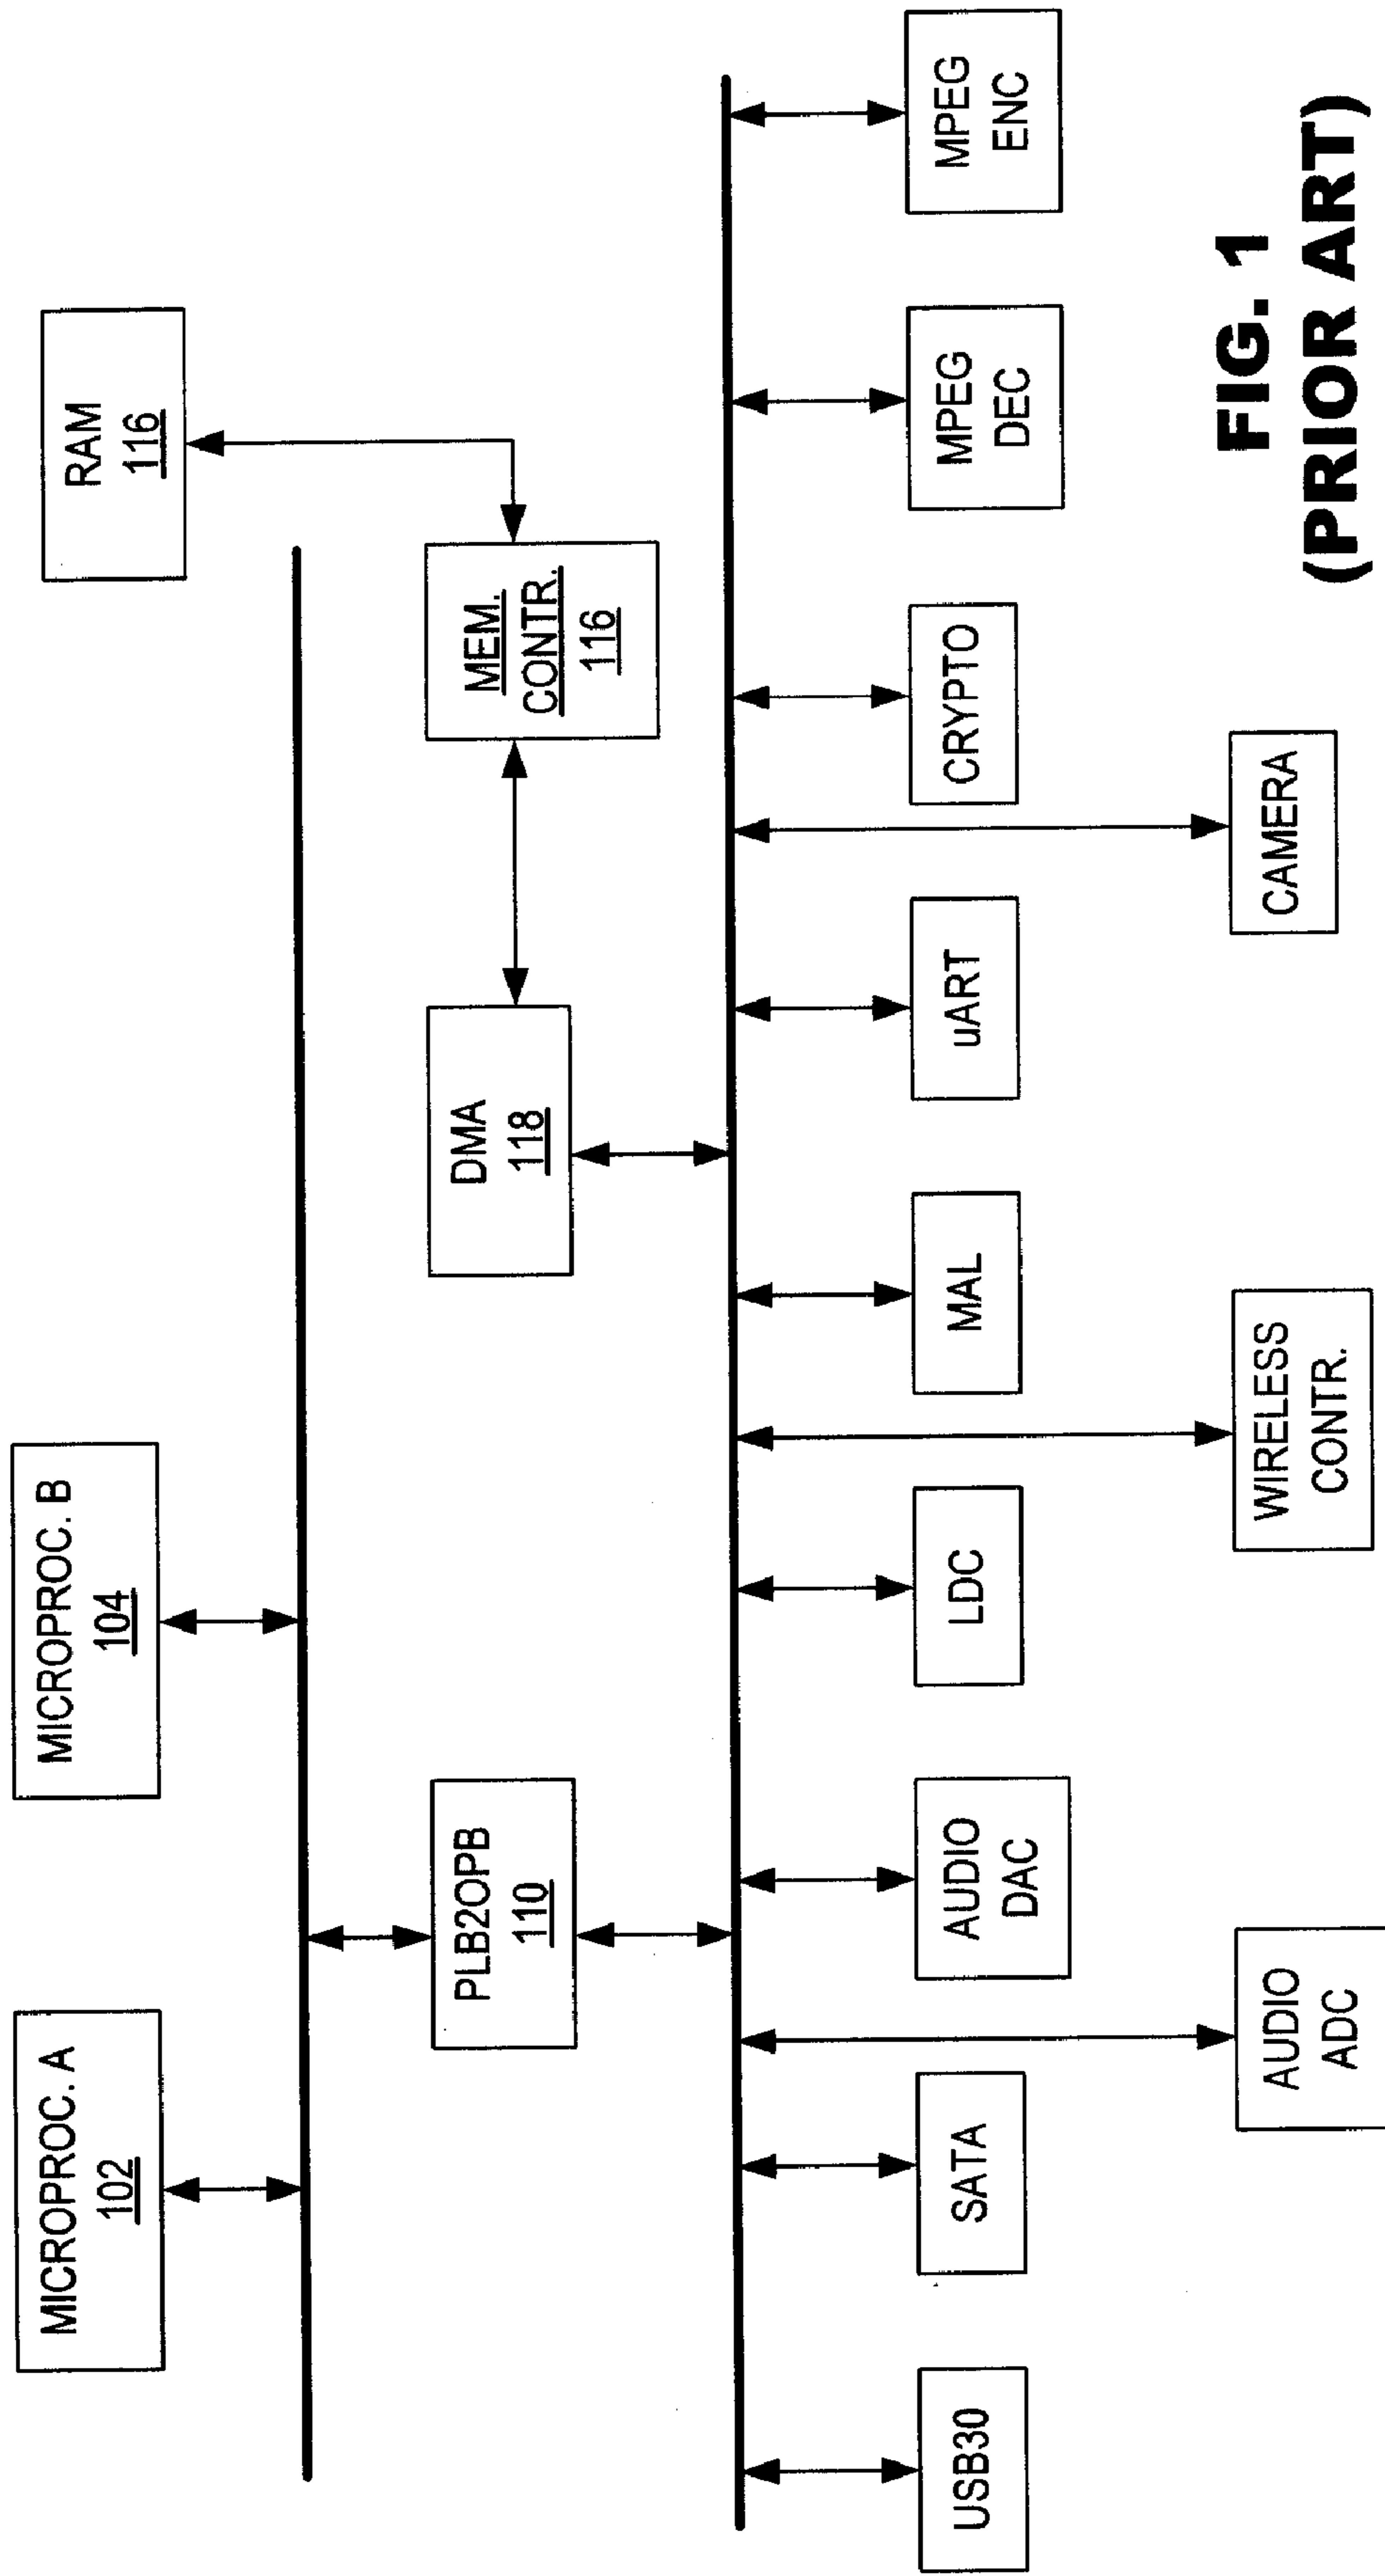 MICROPROC. A
102
MICROPROC. B
104
RAM
116
PLB2OPB
110
DMA
118
MEM.
CONTR.
116
USB30
SATA
AUDIO
DAC
LDC
MAL
uART
CRYPTO
MPEG
DEC
MPEG
ENC
AUDIO
ADC
WIRELESS
CONTR.
CAMERA
FIG. 1
(PRIOR ART)